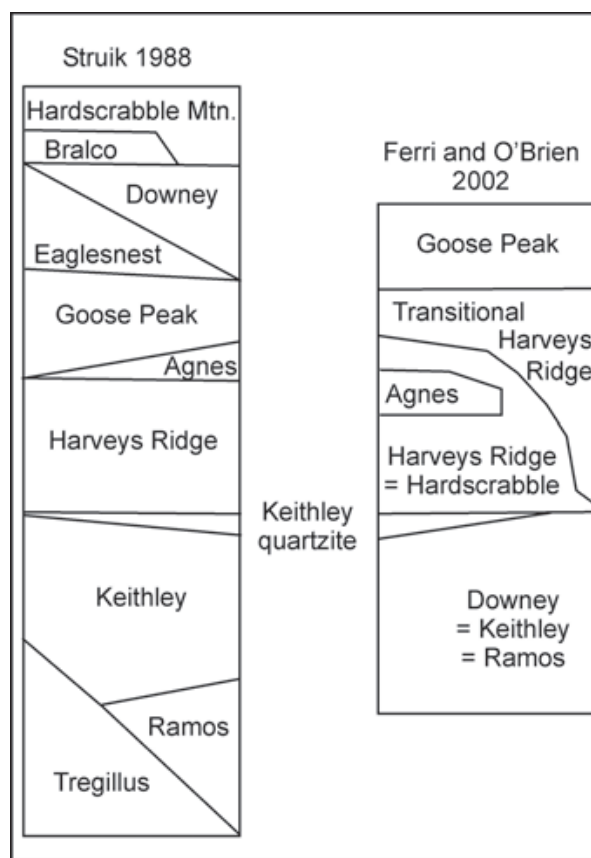 Struik 1988
Hardscrabble Mtn.
Bralco
Downey
Eaglesnest
Goose Peak
Agnes
Harveys Ridge
Keithley
quartzite
Keithley
Ramos
Tregillus
Ferri and O'Brien
2002
Goose Peak
Transitional
Harveys
Ridge
Agnes
Harveys Ridge
= Hardscrabble
Downey
= Keithley
= Ramos